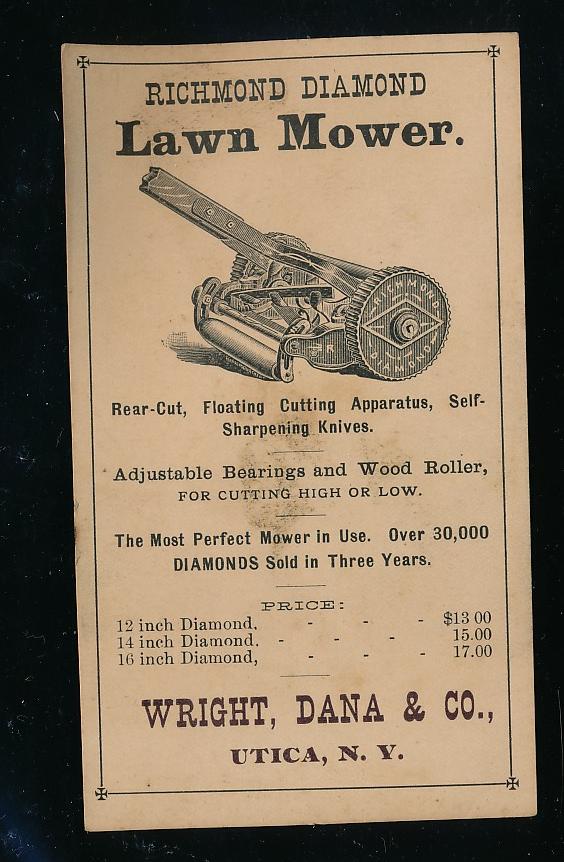 RICHMOND DIAMOND
Lawn Mower.
RICHMOND
DIAMOND
Rear-Cut, Floating Cutting Apparatus, Self-
Sharpening Knives.
Adjustable Bearings and Wood Roller,
FOR CUTTING HIGH OR LOW.
The Most Perfect Mower in Use. Over 30,000
DIAMONDS Sold in Three Years.
PRICE:
12 inch Diamond, - - - $13 00
14 inch Diamond. - - - 15.00
16 inch Diamond, - - - 17.00
WRIGHT, DANA & CO.,
UTICA, N. Y.